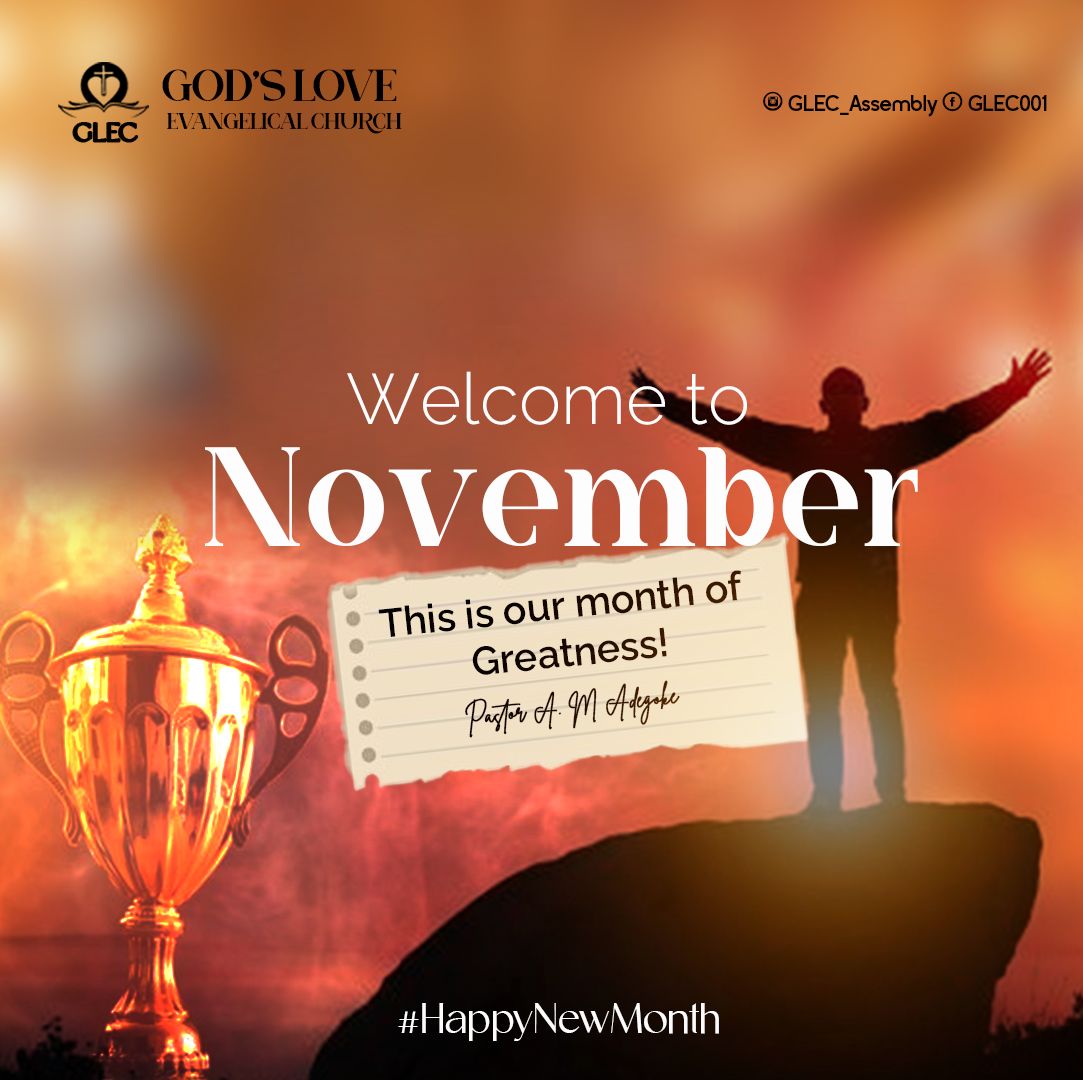 GOD'S LOVE
EVANGELICAL CHURCH
GLEC
GLEC_Assembly GLEC001
Welcome to
November
This is our month of
Greatness!
Pastor A. M Adegoke
#HappyNewMonth